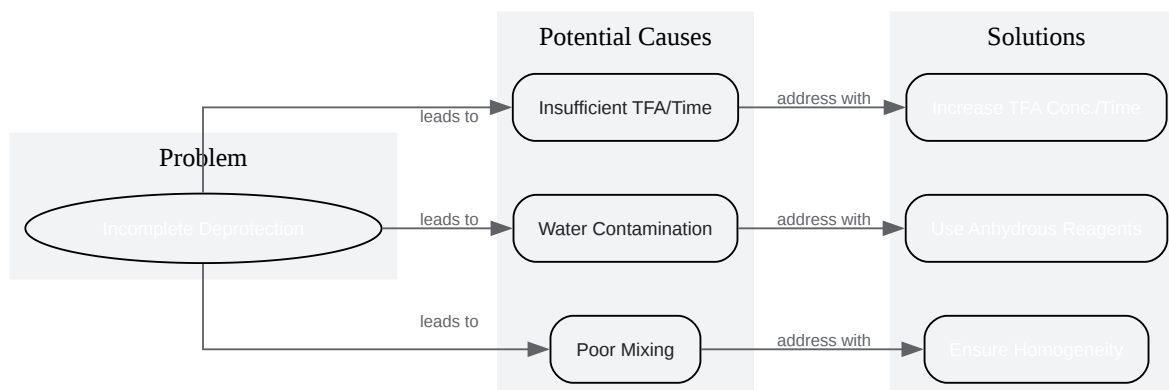 Potential Causes
Solutions
Problem
Incomplete Deprotection
leads to
Insufficient TFA/Time
address with
Increase TFA Conc./Time
leads to
Water Contamination
address with
Use Anhydrous Reagents
leads to
Poor Mixing
address with
Ensure Homogeneity